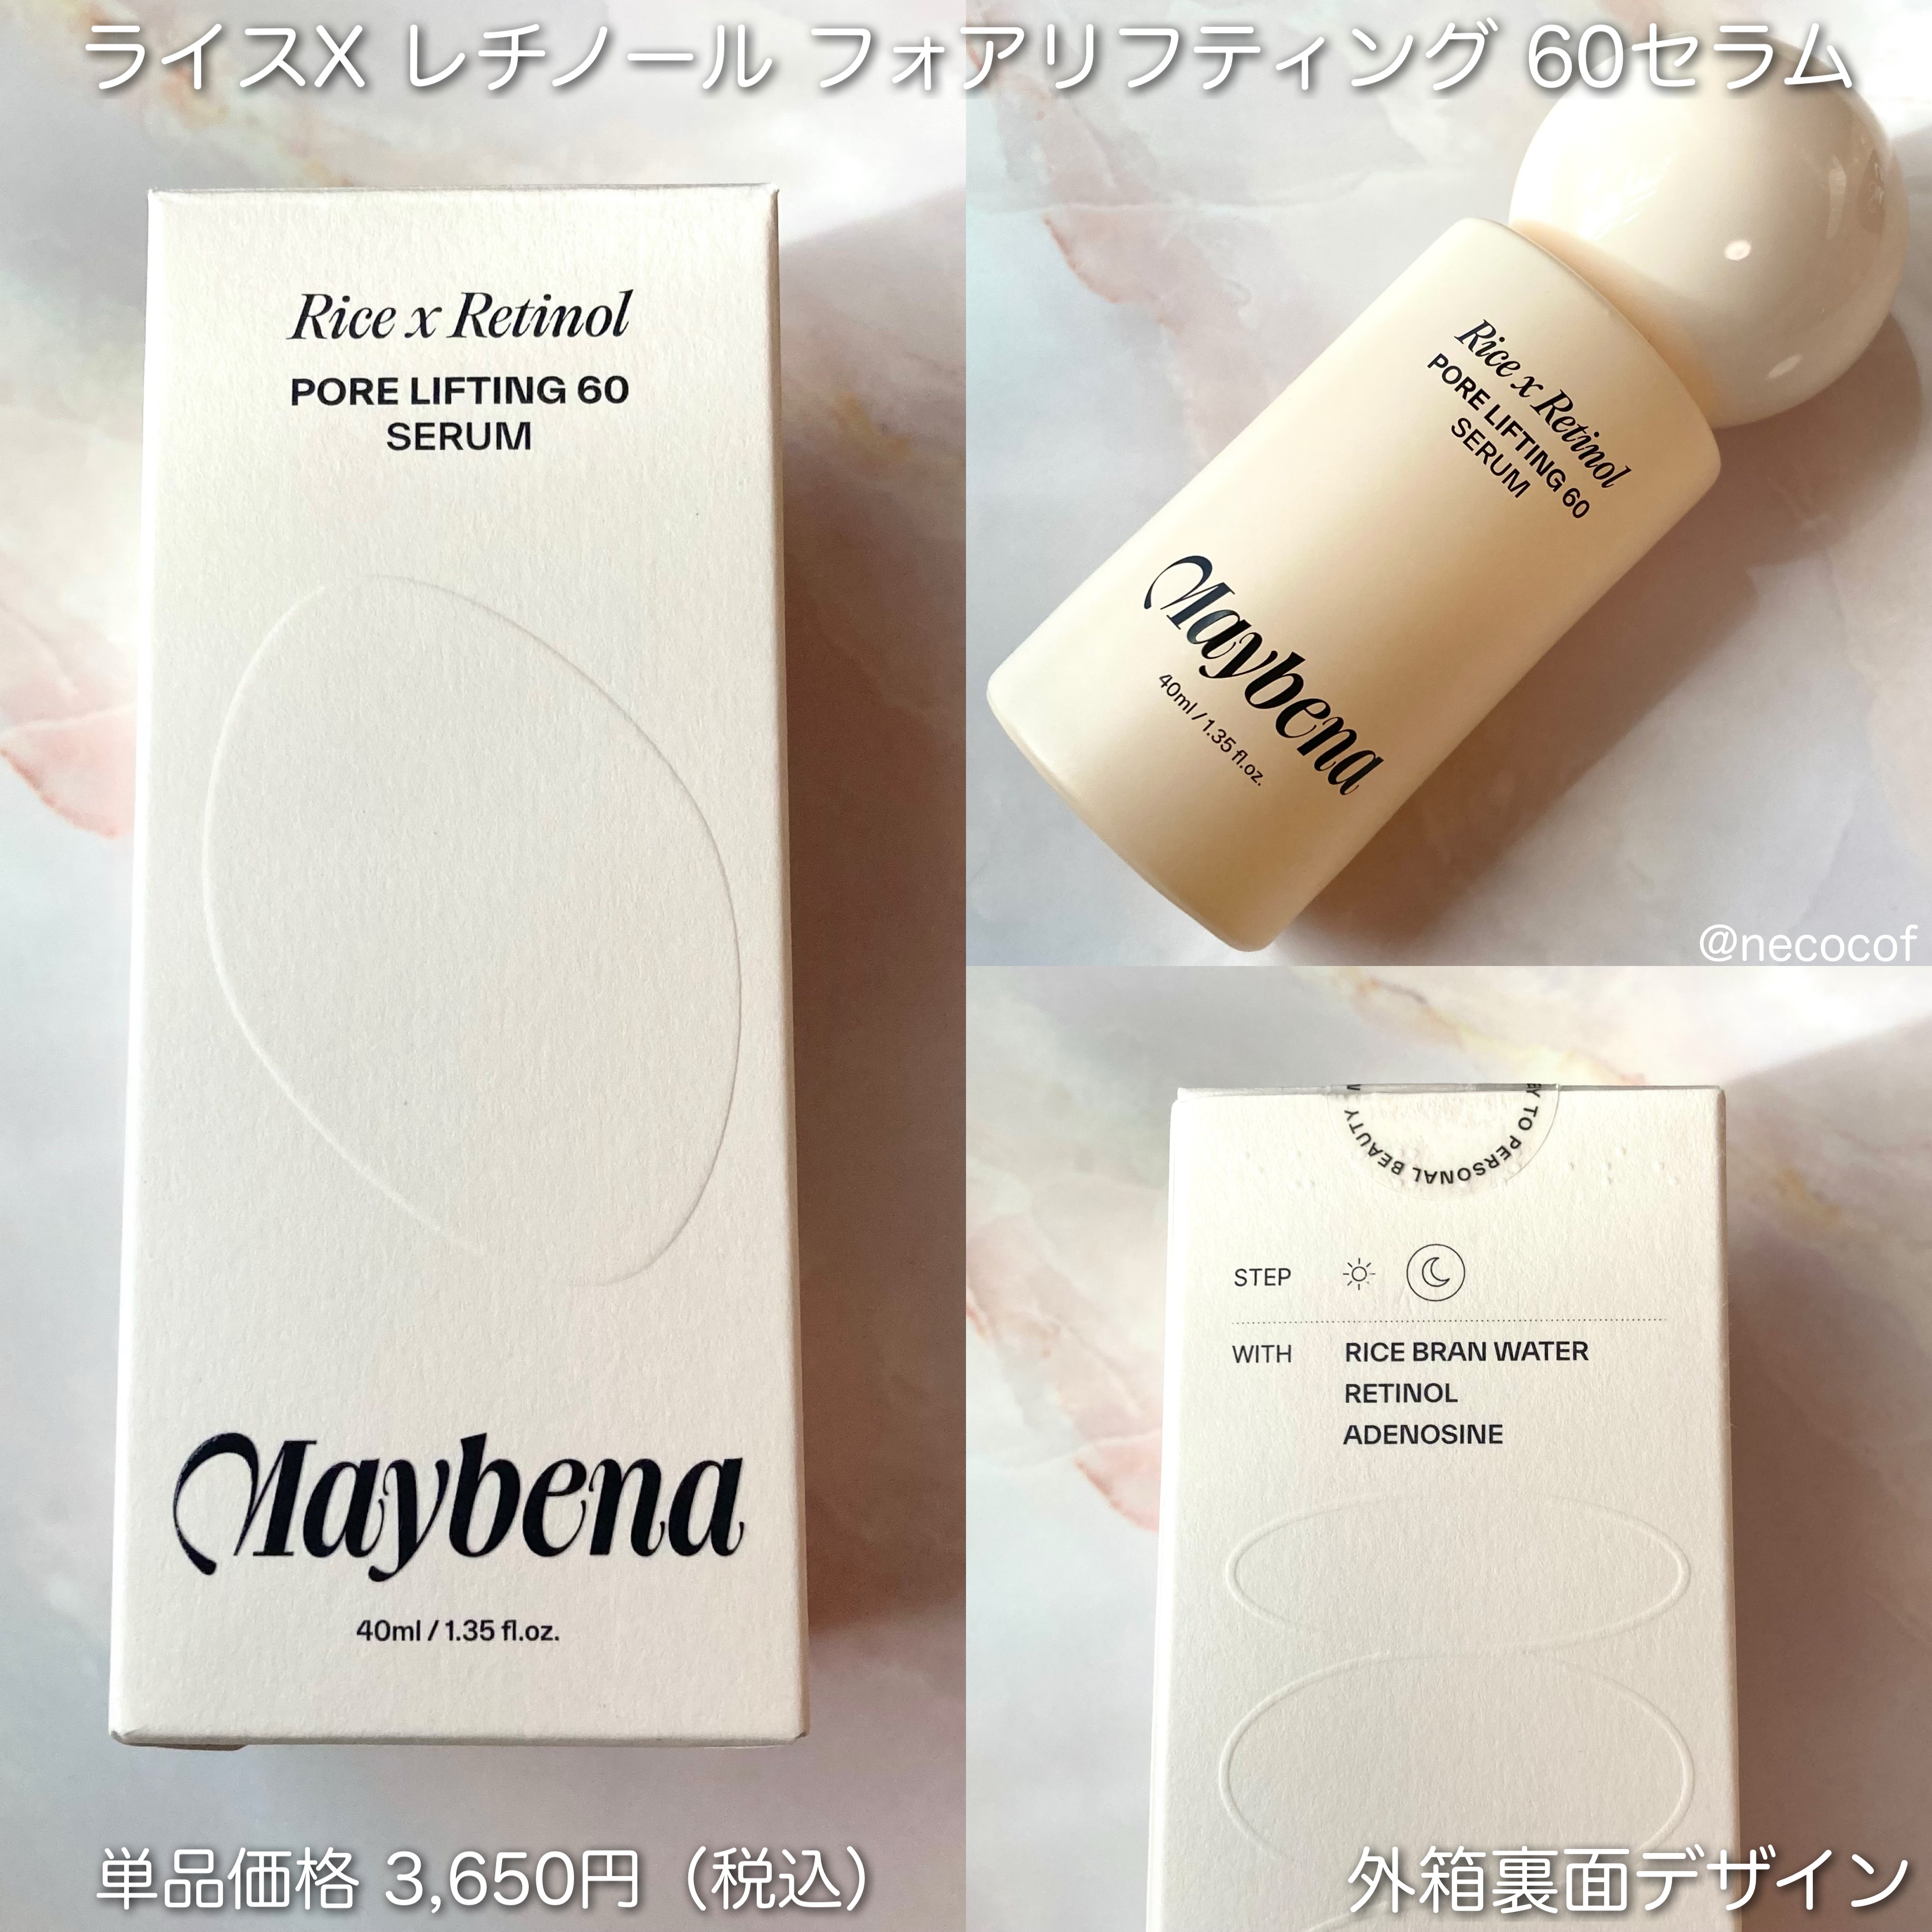 ライスX レチノール フォアリフティング 60セラム
Rice x Retinol
PORE LIFTING 60
SERUM
Maybena
40ml / 1.35 fl.oz.
単品価格 3,650円（税込）
Rice x Retinol
PORE LIFTING 60
SERUM
Maybena
40ml / 1.35 fl.oz.
@necocof
TO PERSONAL BEAUTY
STEP
WITH RICE BRAN WATER
RETINOL
ADENOSINE
外箱裏面デザイン